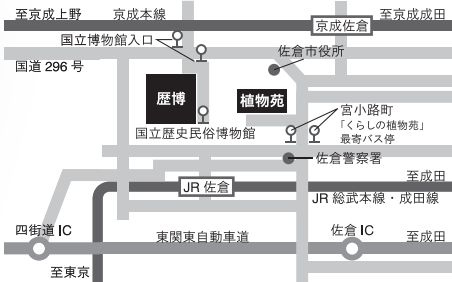 至京成上野
京成本線
京成佐倉
至京成成田
国立博物館入口
佐倉市役所
国道 296 号
歴博
植物苑
宮小路町
「くらしの植物苑」
最寄バス停
国立歴史民俗博物館
佐倉警察署
JR 佐倉
至成田
JR 総武本線・成田線
四街道 IC
東関東自動車道
佐倉 IC
至成田
至東京